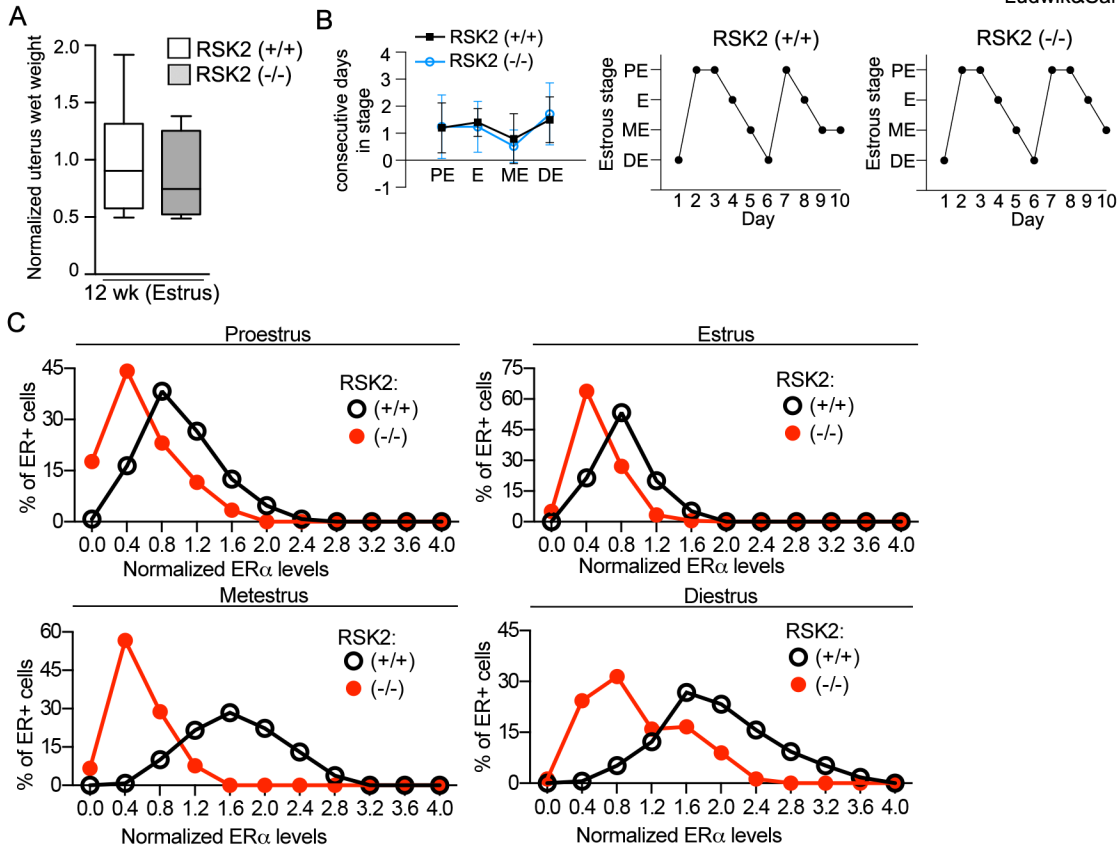 Ludwik&Sar
A
Normalized uterus wet weight
2.0
1.5
1.0
0.5
0
RSK2 (+/+)
RSK2 (-/-)
12 wk (Estrus)
B
consecutive days
in stage
4
3
2
1
0
-1
RSK2 (+/+)
RSK2 (-/-)
PE E ME DE
RSK2 (+/+)
Estrous stage
PE
E
ME
DE
1 2 3 4 5 6 7 8 9 10
Day
RSK2 (-/-)
Estrous stage
PE
E
ME
DE
1 2 3 4 5 6 7 8 9 10
Day
C
Proestrus
% of ER+ cells
45
30
15
0
RSK2:
(+/+)
(-/-)
0.0 0.4 0.8 1.2 1.6 2.0 2.4 2.8 3.2 3.6 4.0
Normalized ERα levels
Estrus
% of ER+ cells
75
60
45
30
15
0
RSK2:
(+/+)
(-/-)
0.0 0.4 0.8 1.2 1.6 2.0 2.4 2.8 3.2 3.6 4.0
Normalized ERα levels
Metestrus
% of ER+ cells
60
45
30
15
0
RSK2:
(+/+)
(-/-)
0.0 0.4 0.8 1.2 1.6 2.0 2.4 2.8 3.2 3.6 4.0
Normalized ERα levels
Diestrus
% of ER+ cells
45
30
15
0
RSK2:
(+/+)
(-/-)
0.0 0.4 0.8 1.2 1.6 2.0 2.4 2.8 3.2 3.6 4.0
Normalized ERα levels